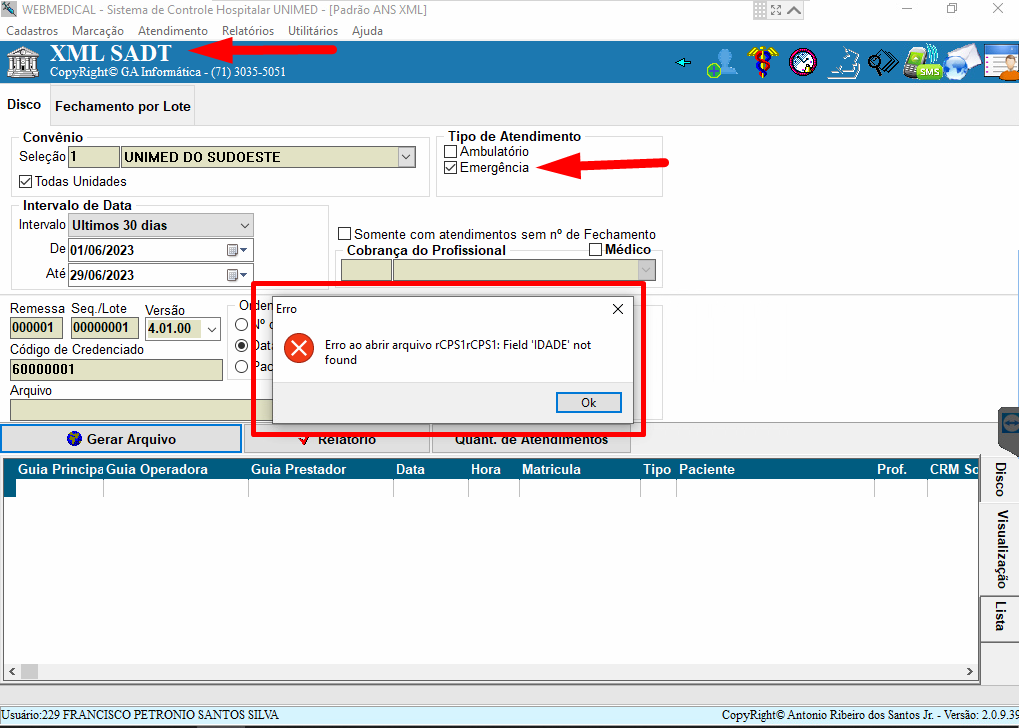 WEBMEDICAL - Sistema de Controle Hospitalar UNIMED - [Padrão ANS XML]
Cadastros Marcação Atendimento Relatórios Utilitários Ajuda
XML SADT
CopyRight© GA Informática - (71) 3035-5051
SMS
Disco Fechamento por Lote
Convênio
Seleção 1 UNIMED DO SUDOESTE
Todas Unidades
Tipo de Atendimento
Ambulatório
Emergência
Intervalo de Data
Intervalo Ultimos 30 dias
De 01/06/2023
Até 29/06/2023
Somente com atendimentos sem nº de Fechamento
Cobrança do Profissional Médico
Remessa Seq./Lote Versão
000001 00000001 4.01.00
Código de Credenciado
60000001
Arquivo
Orden
Nº
Data
Pac
Erro
Erro ao abrir arquivo rCPS1rCPS1: Field 'IDADE' not
found
Ok
Gerar Arquivo Relatório Quant. de Atendimentos
Guia Principa Guia Operadora Guia Prestador Data Hora Matricula Tipo Paciente Prof. CRM Sc
Disco
Visualização
Lista
Usuário:229 FRANCISCO PETRONIO SANTOS SILVA CopyRight© Antonio Ribeiro dos Santos Jr. - Versão: 2.0.9.39